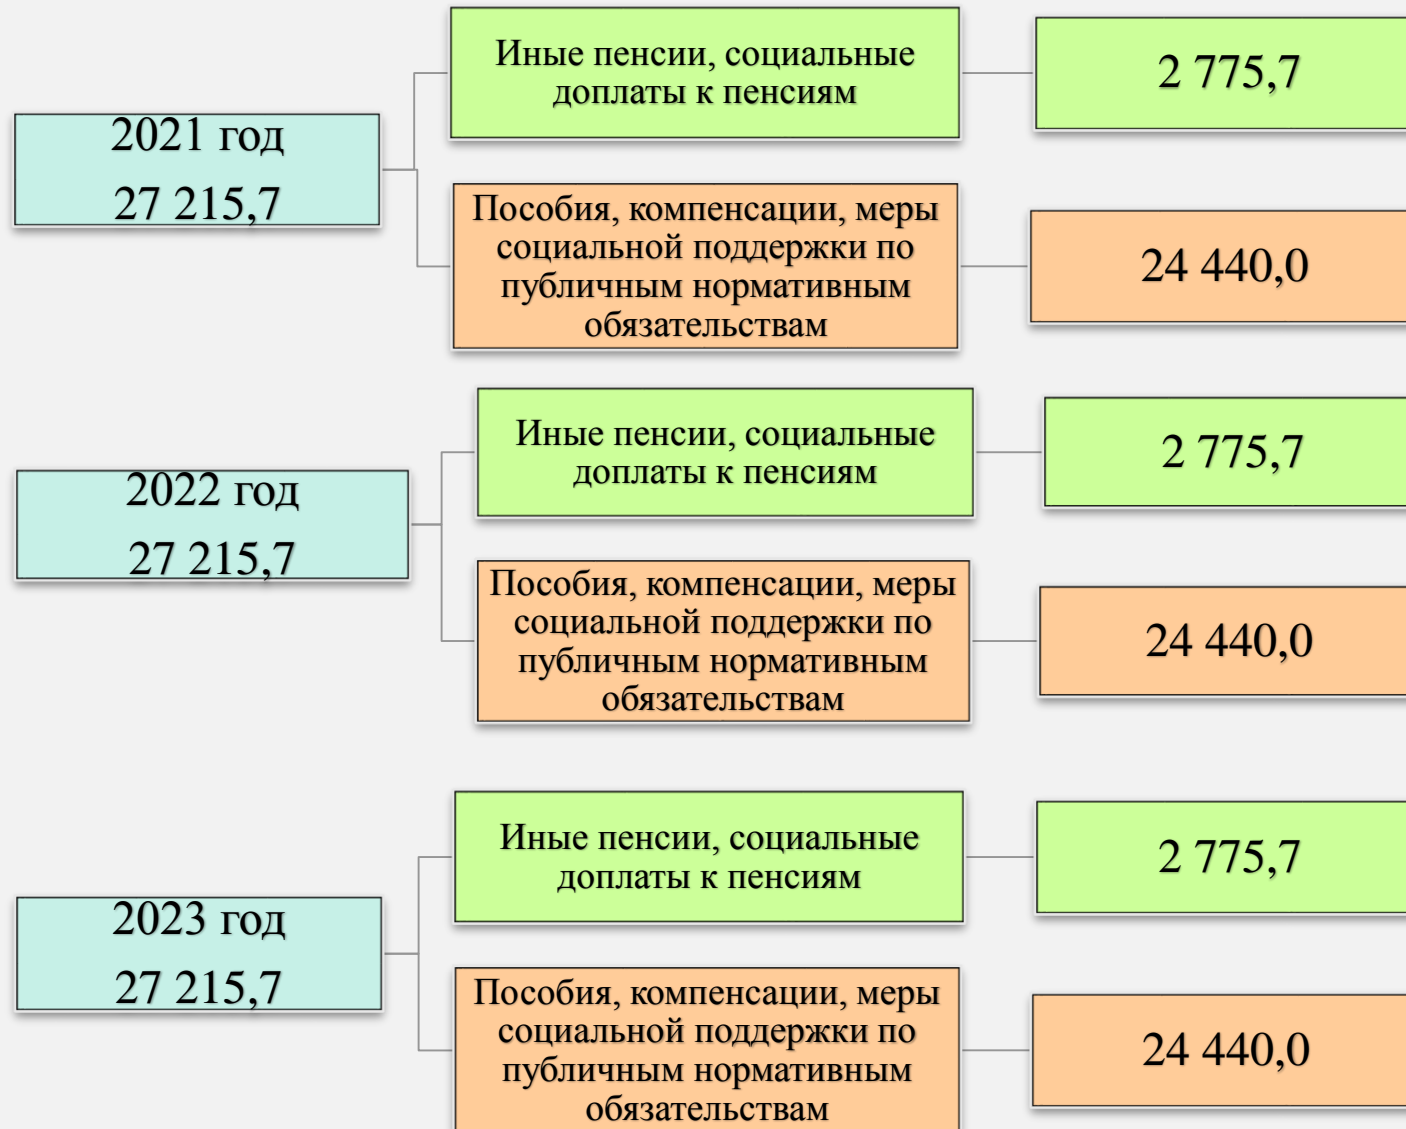 2021 год
27 215,7
Иные пенсии, социальные
доплаты к пенсиям
2 775,7
Пособия, компенсации, меры
социальной поддержки по
публичным нормативным
обязательствам
24 440,0
2022 год
27 215,7
Иные пенсии, социальные
доплаты к пенсиям
2 775,7
Пособия, компенсации, меры
социальной поддержки по
публичным нормативным
обязательствам
24 440,0
2023 год
27 215,7
Иные пенсии, социальные
доплаты к пенсиям
2 775,7
Пособия, компенсации, меры
социальной поддержки по
публичным нормативным
обязательствам
24 440,0